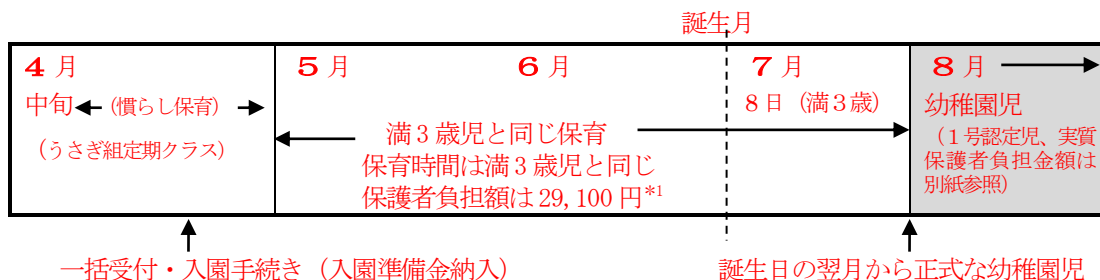 誕生月
４月
５月
６月
７月
８月
中旬
(慣らし保育)
８日（満３歳）
幼稚園児
（うさぎ組定期クラス）
満３歳児と同じ保育
保育時間は満３歳児と同じ
保護者負担額は 29,100 円*1
（１号認定児、実質
保護者負担金額は
別紙参照）
一括受付・入園手続き（入園準備金納入）
誕生日の翌月から正式な幼稚園児